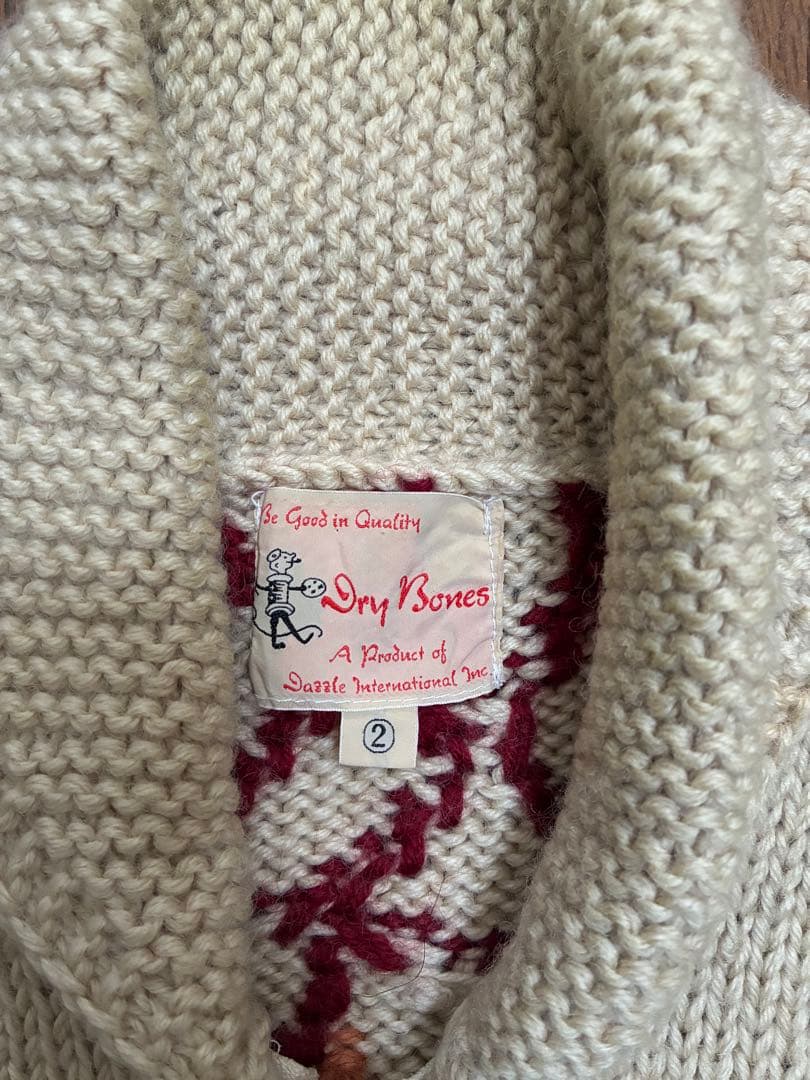 Be Good in Quality
Dry Bones
A Product of
Dazzle International Inc.
②